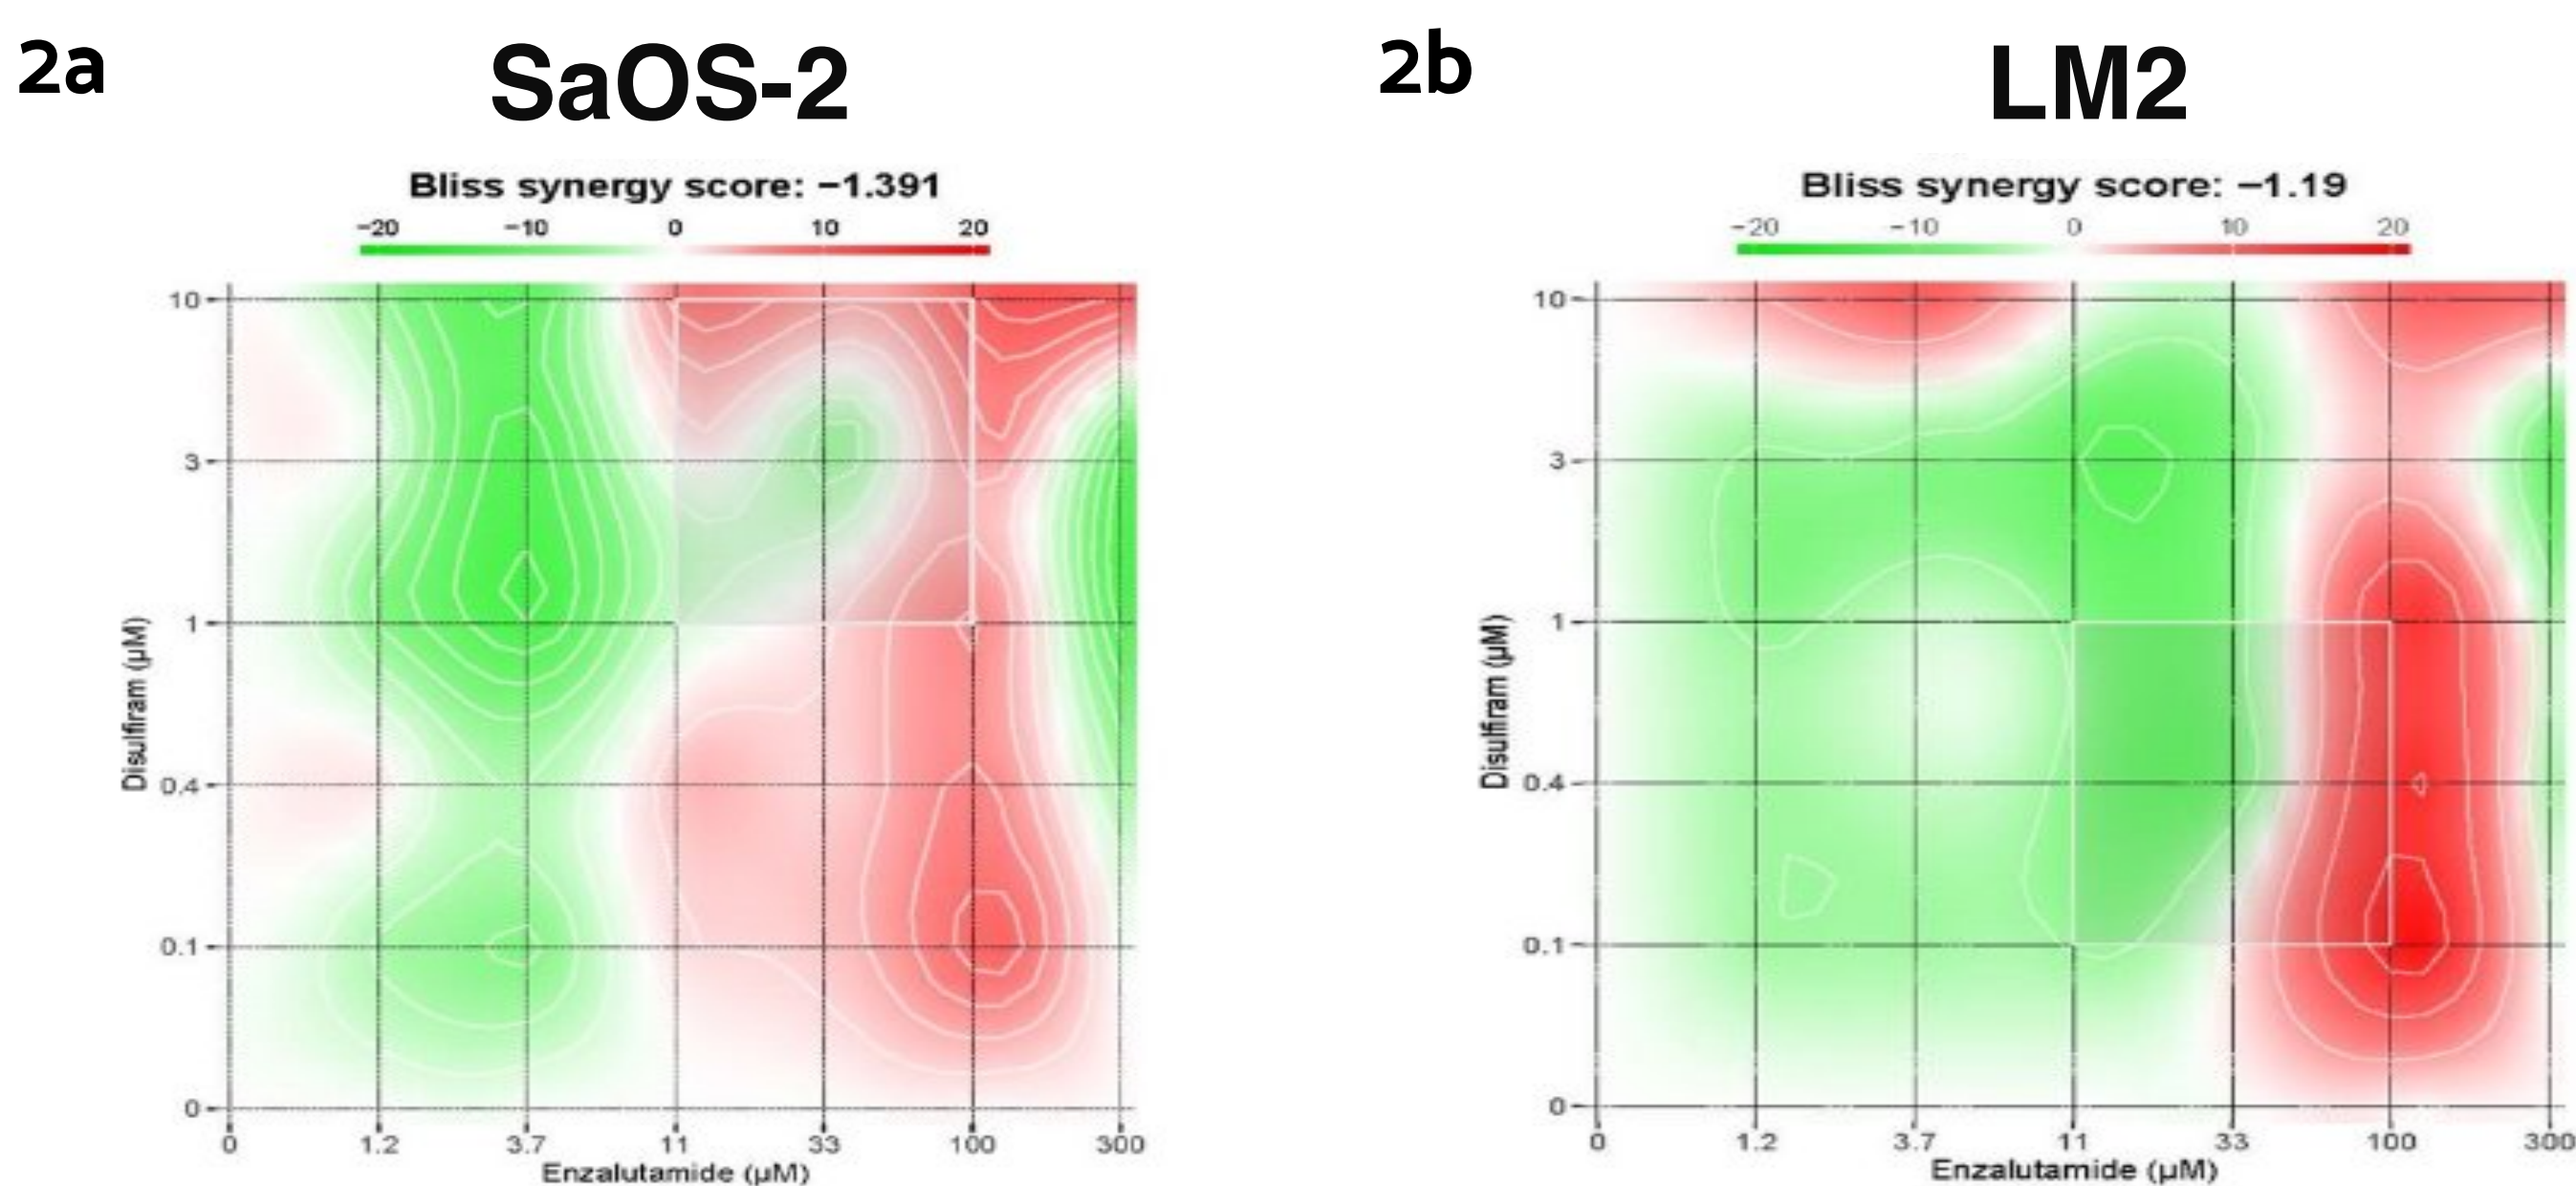 2a
SaOS-2
Bliss synergy score: −1.391
−20 −10 0 10 20
10
3
1
0.4
0.1
0
Disulfiram (µM)
0 1.2 3.7 11 33 100 300
Enzalutamide (µM)
2b
LM2
Bliss synergy score: −1.19
−20 −10 0 10 20
10
3
1
0.4
0.1
0
Disulfiram (µM)
0 1.2 3.7 11 33 100 300
Enzalutamide (µM)